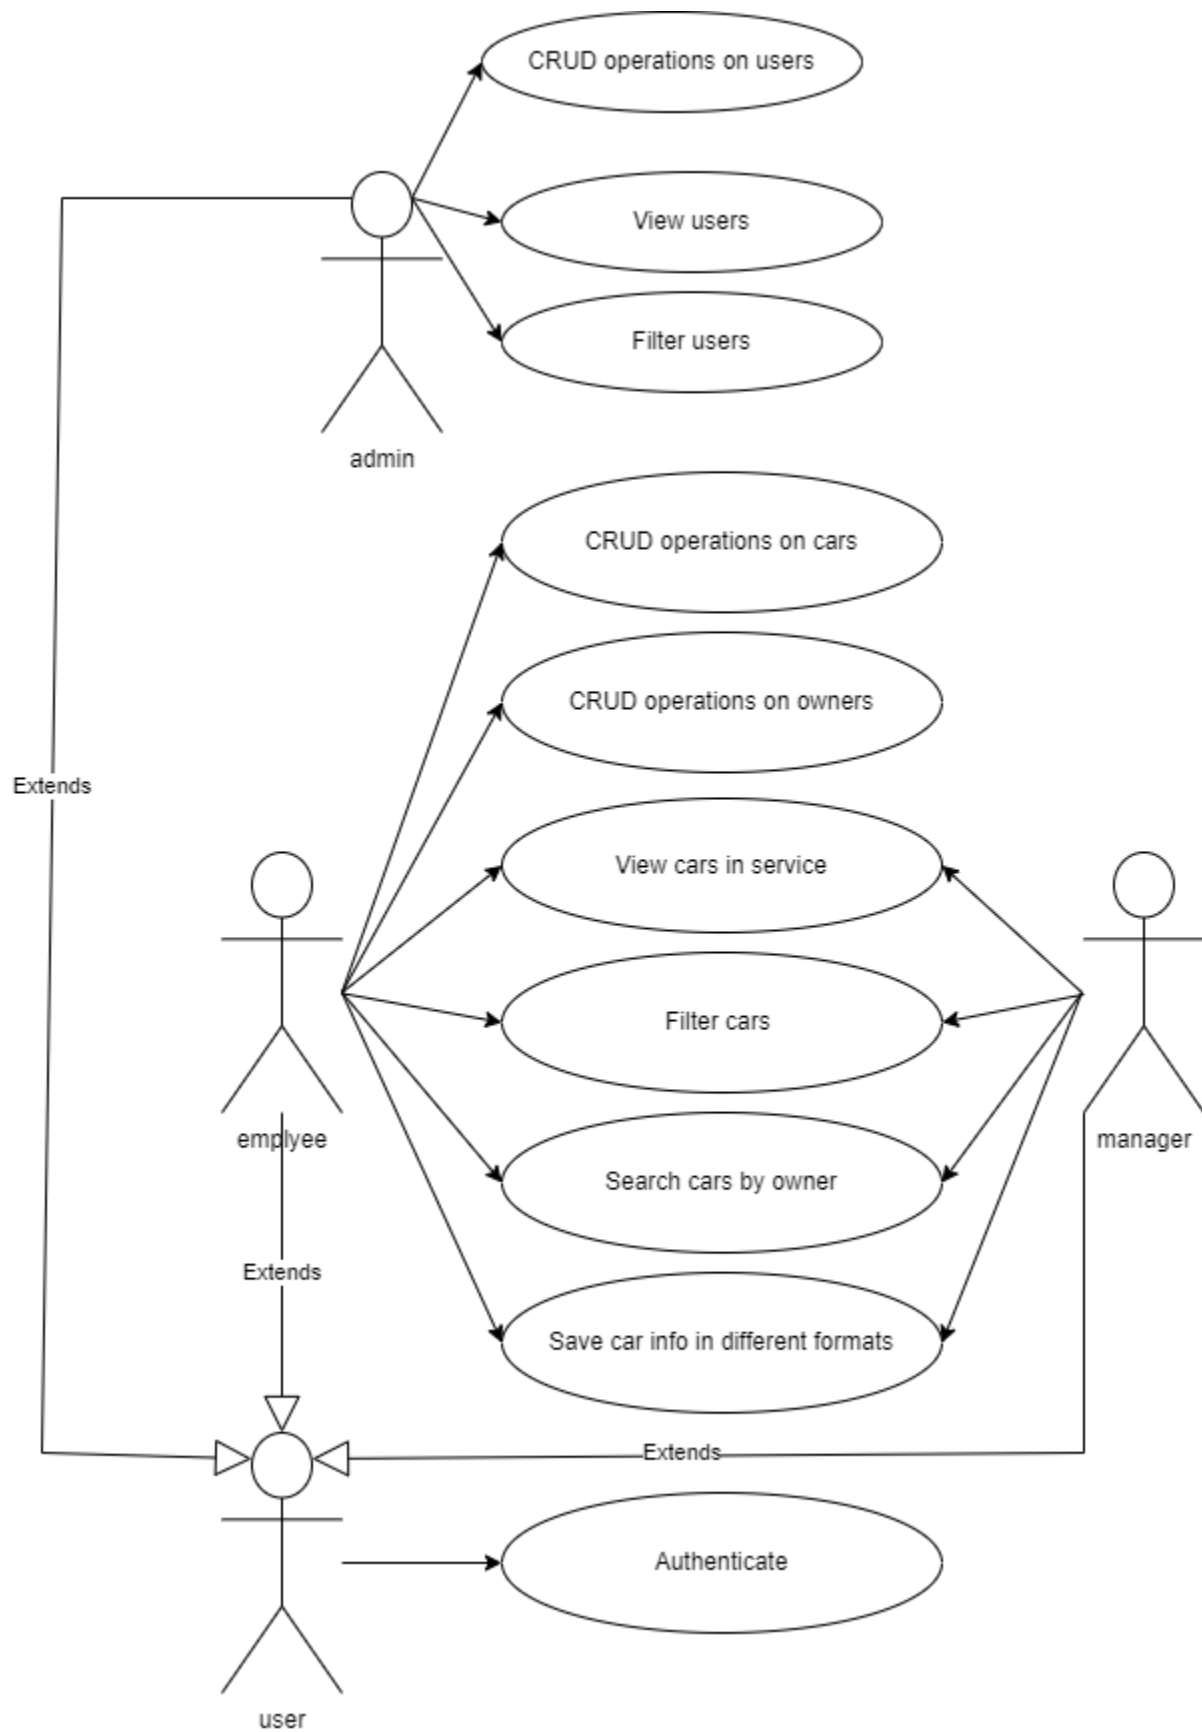 CRUD operations on users
View users
Filter users
admin
CRUD operations on cars
CRUD operations on owners
Extends
View cars in service
Filter cars
emplyee
manager
Search cars by owner
Extends
Save car info in different formats
Extends
Authenticate
user